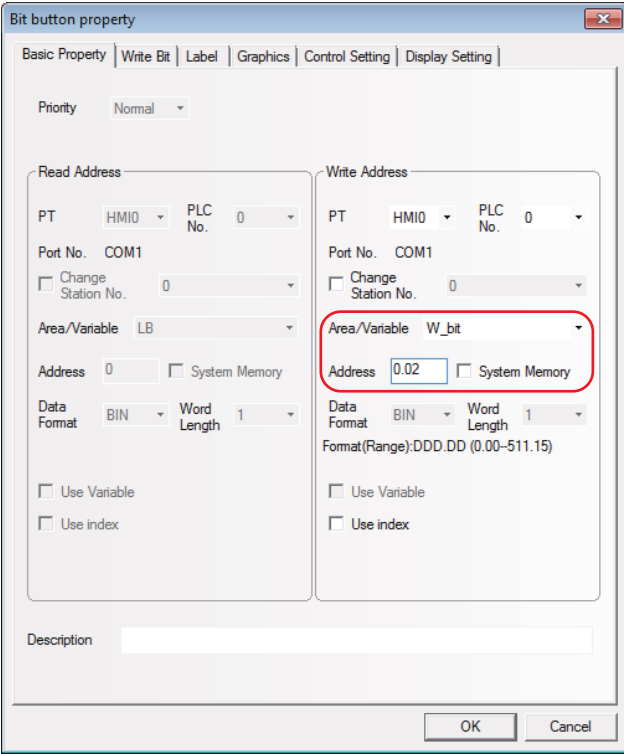 Bit button property
Basic Property Write Bit Label Graphics Control Setting Display Setting
Priority Normal
Read Address
PT HMI0 PLC No. 0
Port No. COM1
Change Station No. 0
Area/Variable LB
Address 0 System Memory
Data Format BIN Word Length 1
Use Variable
Use index
Write Address
PT HMI0 PLC No. 0
Port No. COM1
Change Station No. 0
Area/Variable W_bit
Address 0.02 System Memory
Data Format BIN Word Length 1
Format(Range):DDD.DD (0.00--511.15)
Use Variable
Use index
Description
OK Cancel